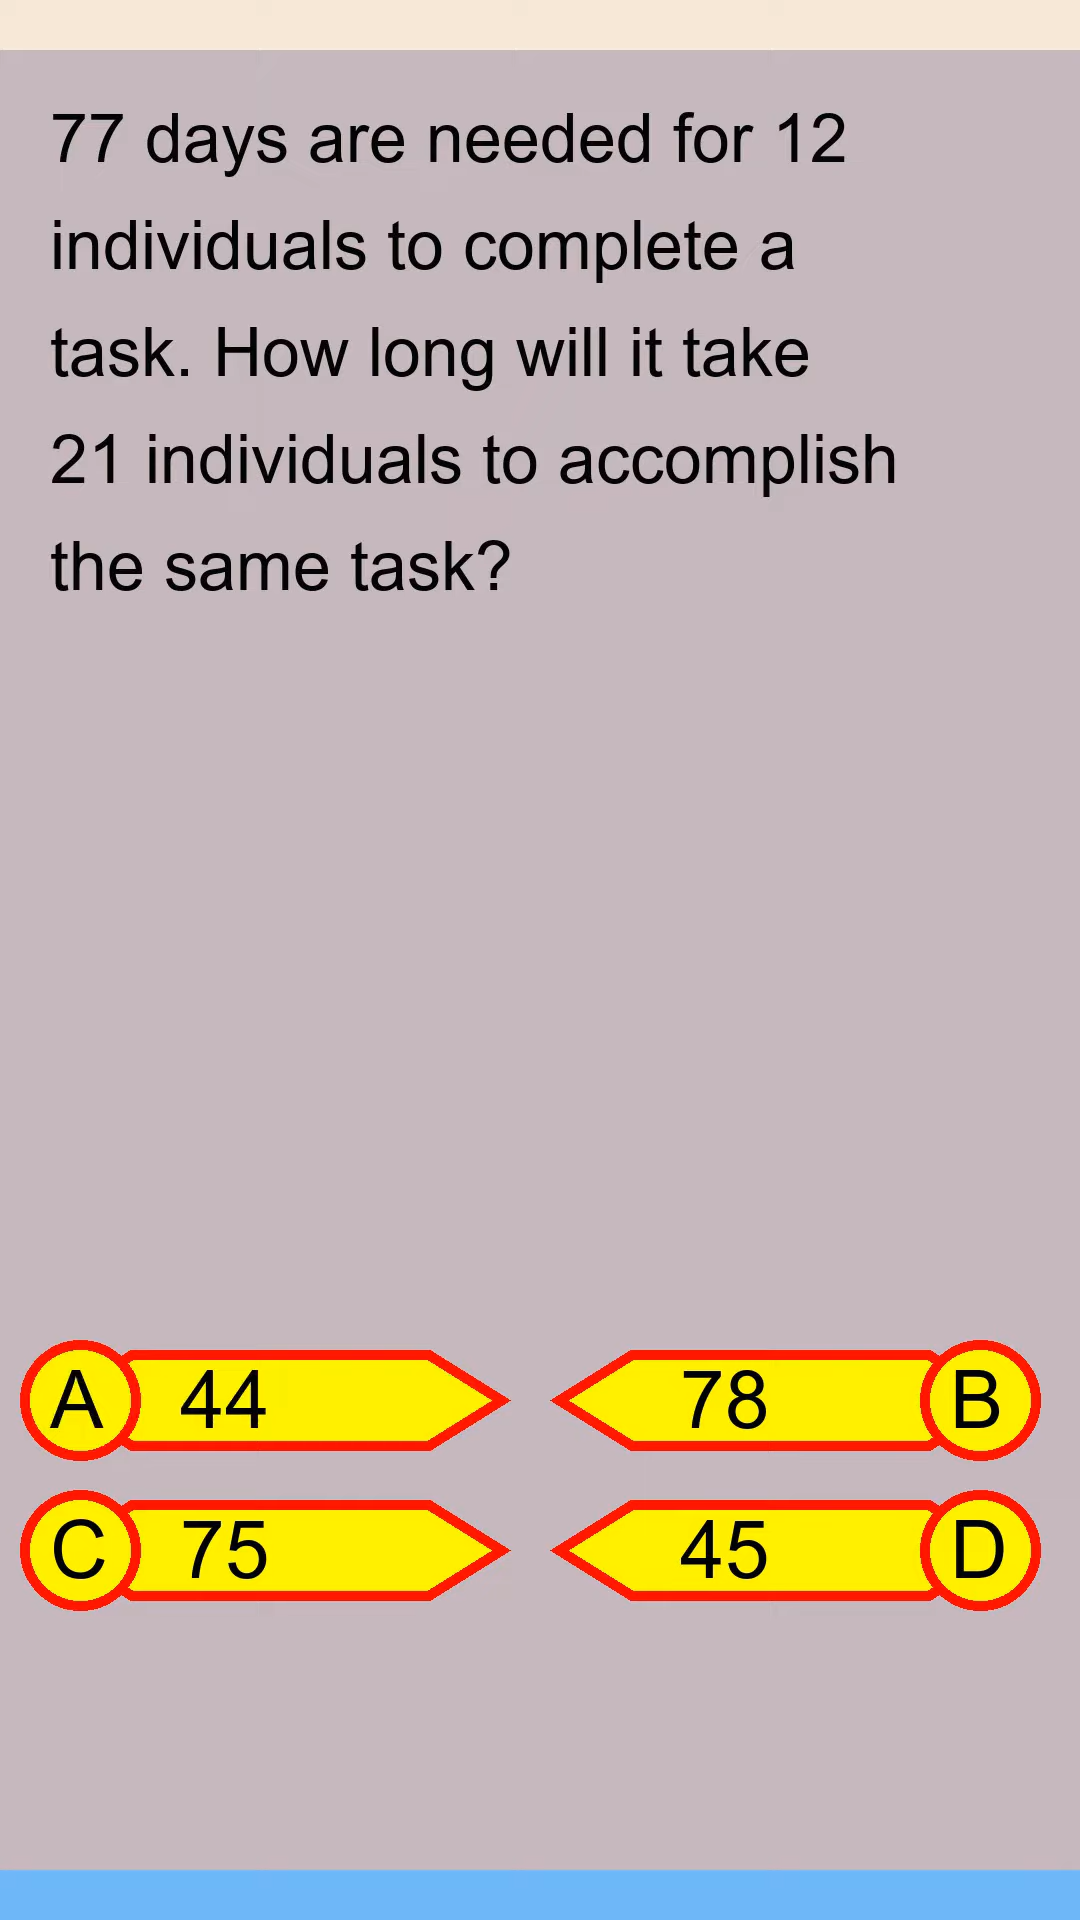 77 days are needed for 12
individuals to complete a
task. How long will it take
21 individuals to accomplish
the same task?
A 44
78 B
C 75
45 D